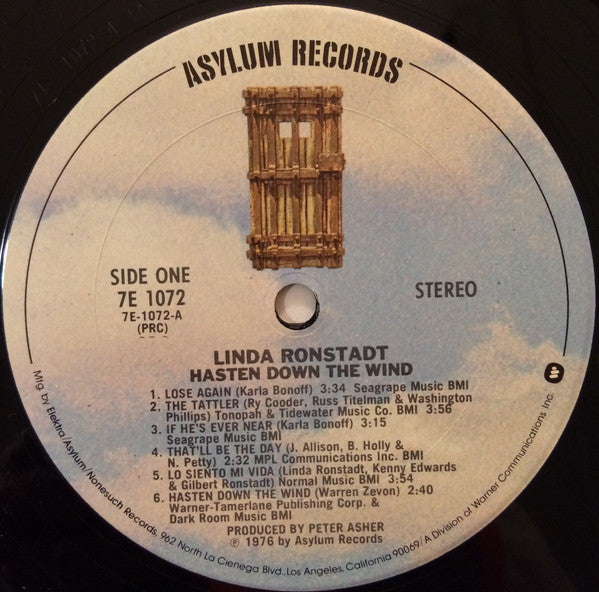 ASYLUM RECORDS
SIDE ONE
7E 1072
7E-1072-A
(PRC)
STEREO
LINDA RONSTADT
HASTEN DOWN THE WIND
1. LOSE AGAIN (Karla Bonoff) 3:34 Seagrape Music BMI
2. THE TATTLER (Ry Cooder, Russ Titelman & Washington
Phillips) Tonopah & Tidewater Music Co. BMI 3:56
3. IF HE'S EVER NEAR (Karla Bonoff) 3:15
Seagrape Music BMI
4. THAT'LL BE THE DAY (J. Allison, B. Holly &
N. Petty) 2:32 MPL Communications Inc. BMI
5. LO SIENTO MI VIDA (Linda Ronstadt, Kenny Edwards
& Gilbert Ronstadt) Normal Music BMI 3:54
6. HASTEN DOWN THE WIND (Warren Zevon) 2:40
Warner-Tamerlane Publishing Corp. &
Dark Room Music BMI
PRODUCED BY PETER ASHER
℗ 1976 by Asylum Records
Mfg by Elektra/Asylum/Nonesuch Records, 962 North La Cienega Blvd., Los Angeles, California 90069/A Division of Warner Communications Inc.